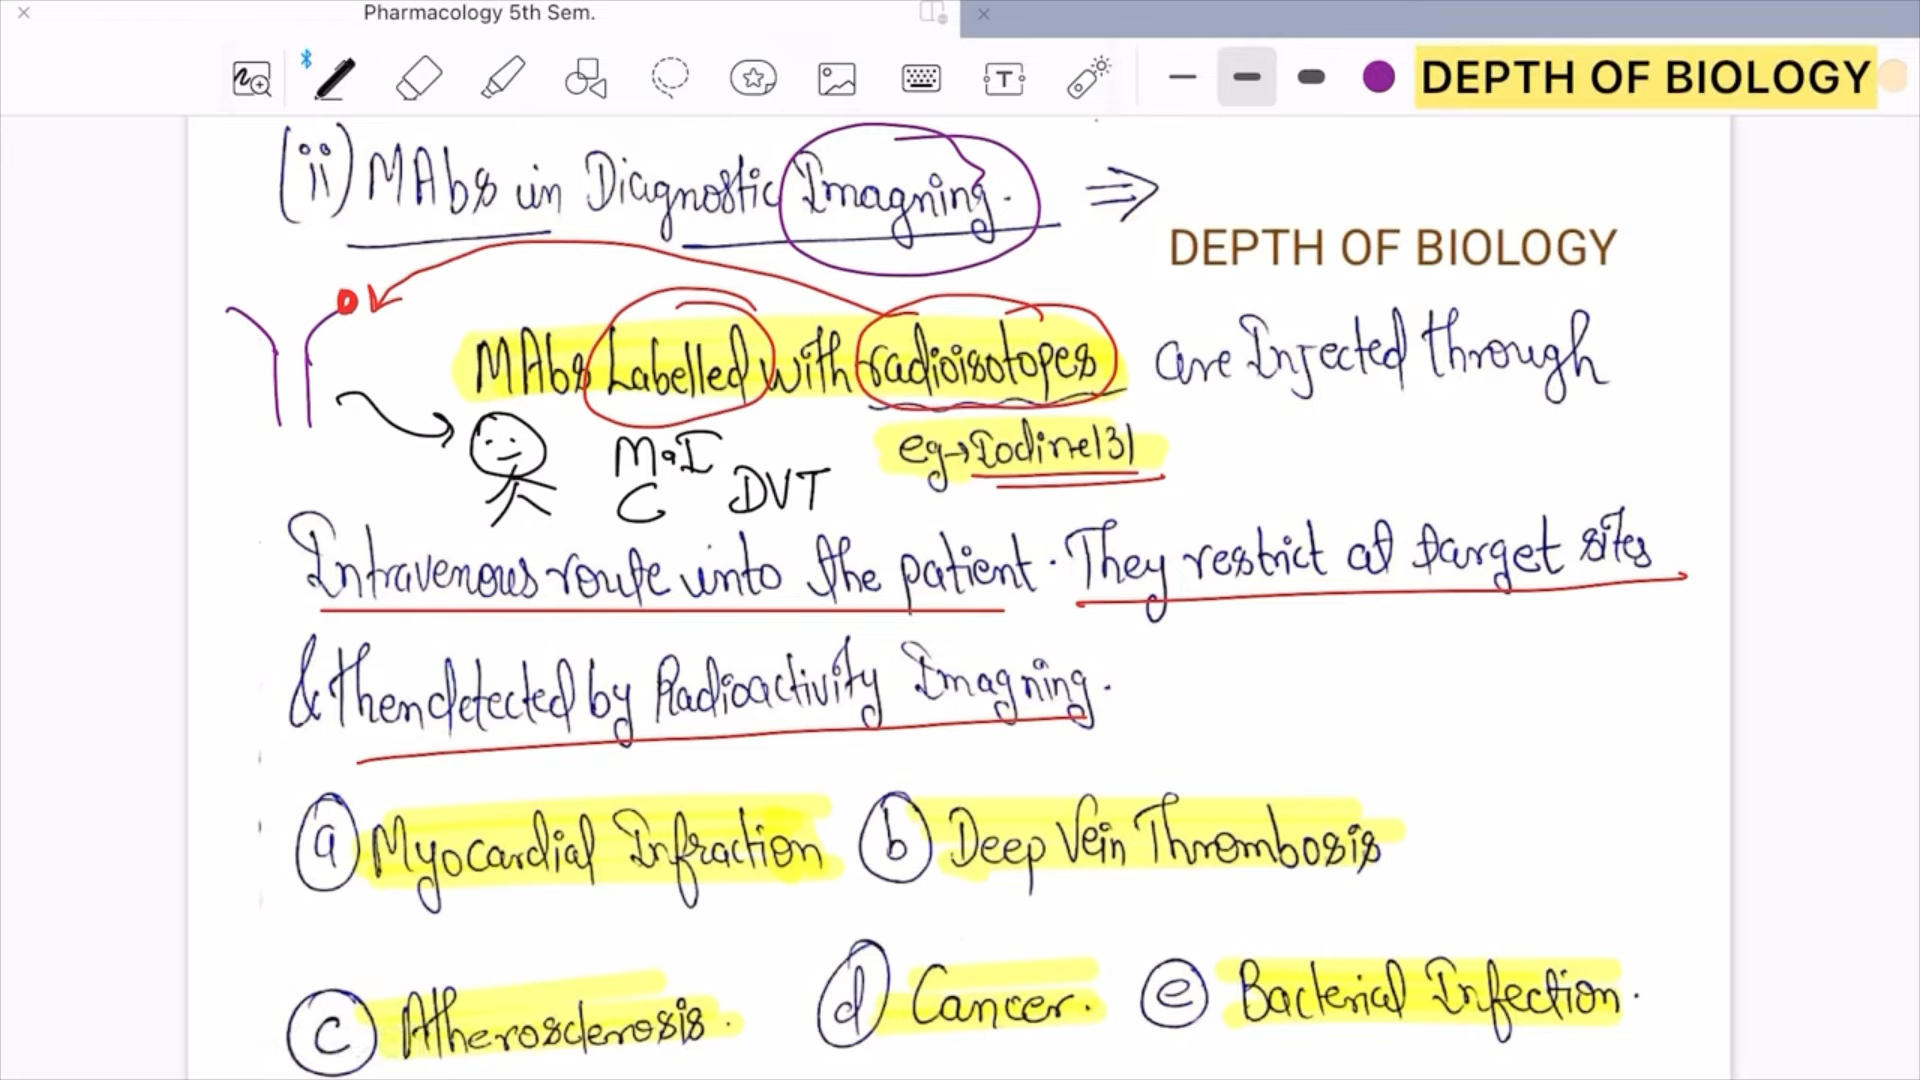 Pharmacology 5th Sem.
DEPTH OF BIOLOGY
(ii) MAbs in Diagnostic Imagning. ⇒
DEPTH OF BIOLOGY
MAbs Labelled with radioisotopes are Injected through
eg→Iodine131
M.I
C DVT
Intravenous route into the patient. They restrict at target sites
& then detected by Radioactivity Imagning.
(a) Myocardial Infraction (b) Deep Vein Thrombosis
(c) Atherosclerosis. (d) Cancer. (e) Bacterial Infection.